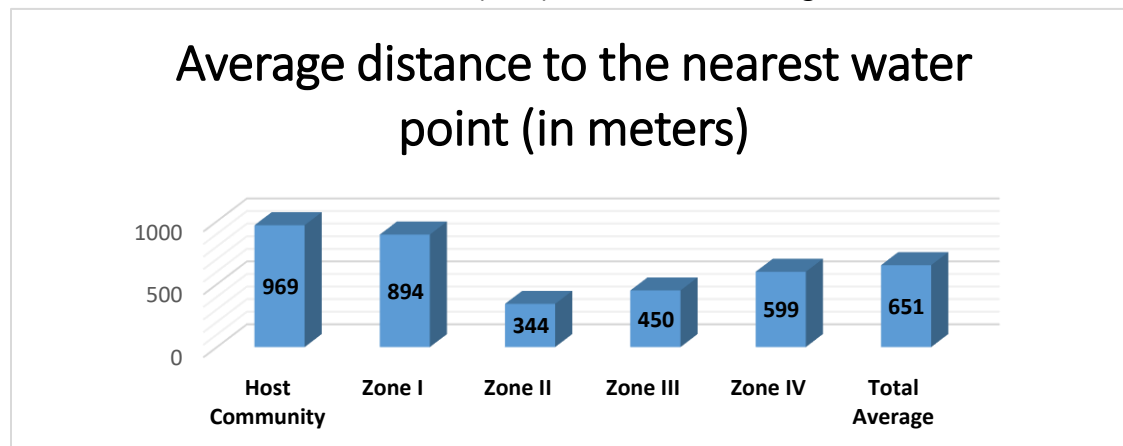 Average distance to the nearest water
point (in meters)
1000
500
0
969
894
344
450
599
651
Host
Community
Zone I
Zone II
Zone III
Zone IV
Total
Average